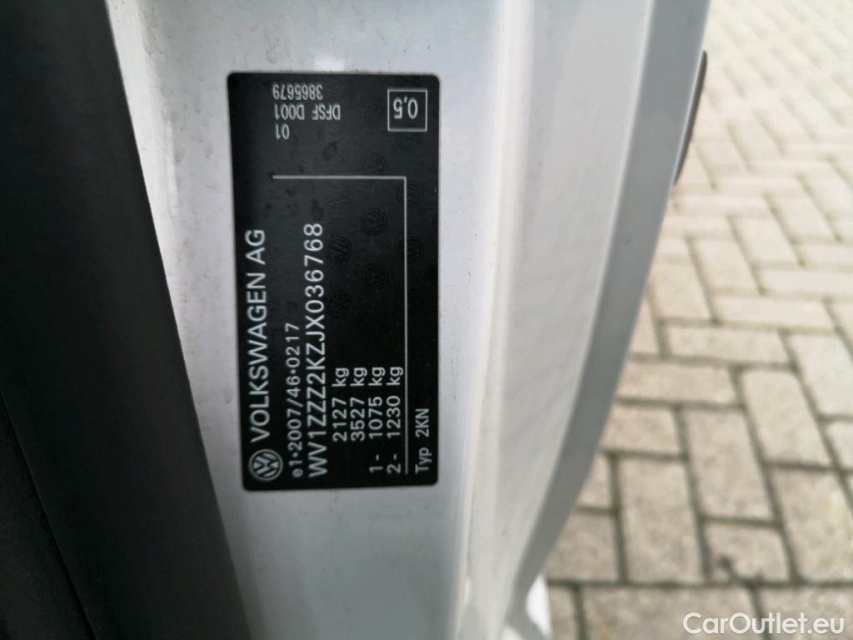 VOLKSWAGEN AG
e1*2007/46*0217
WV1ZZZ2KZJX036768
2127 kg
3527 kg
1- 1075 kg
2- 1230 kg
Typ 2KN
01
DFSF D001
3865679
0,5
CarOutlet.eu